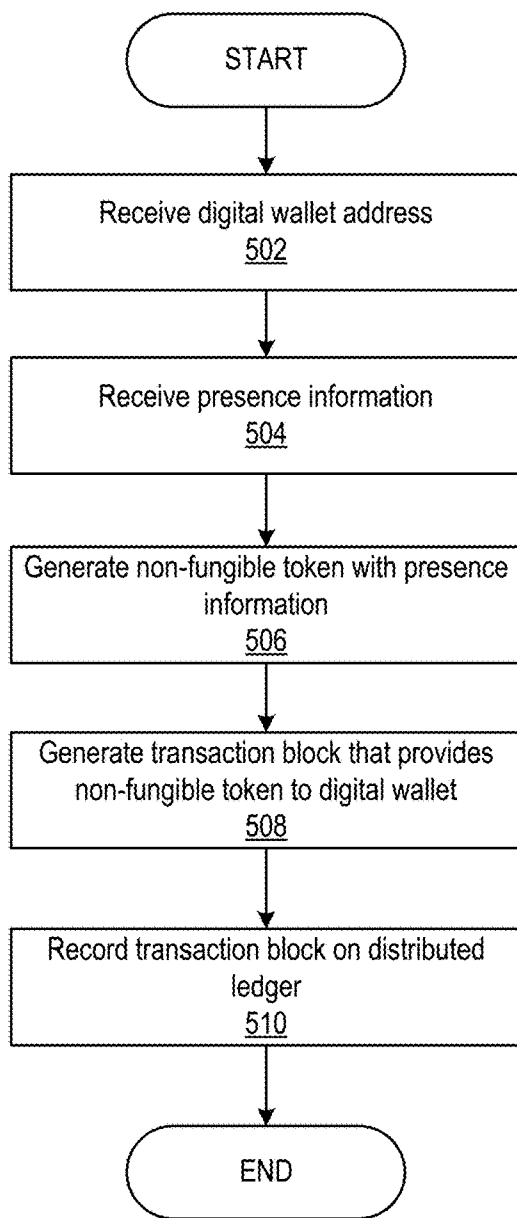 START
Receive digital wallet address
502
Receive presence information
504
Generate non-fungible token with presence
information
506
Generate transaction block that provides
non-fungible token to digital wallet
508
Record transaction block on distributed
ledger
510
END